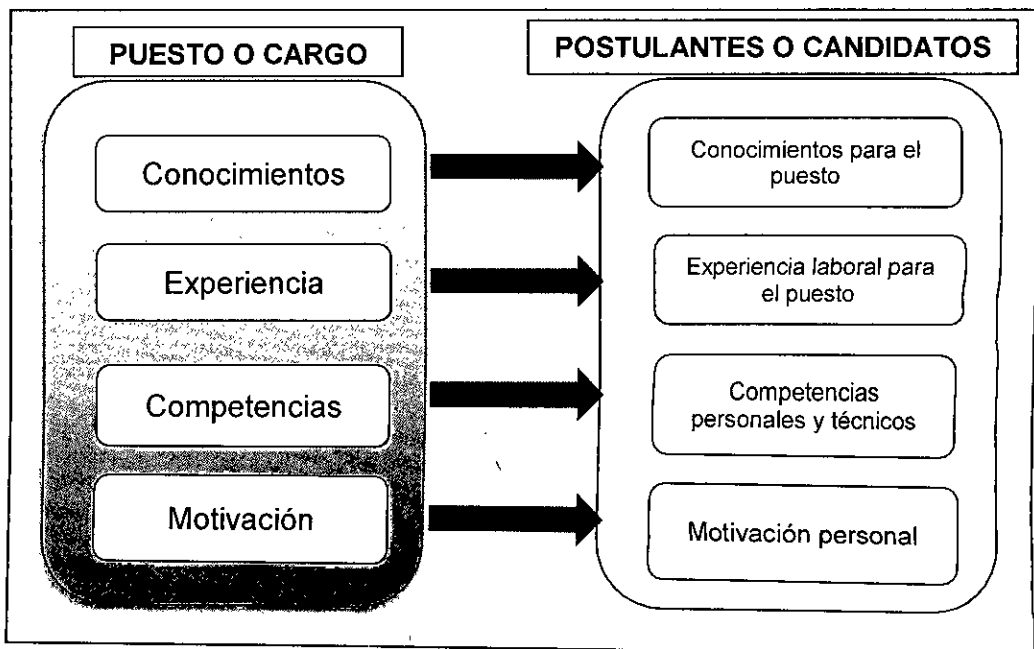 PUESTO O CARGO
POSTULANTES O CANDIDATOS
Conocimientos
Conocimientos para el
puesto
Experiencia
Experiencia laboral para
el puesto
Competencias
Competencias
personales y técnicos
Motivación
Motivación personal